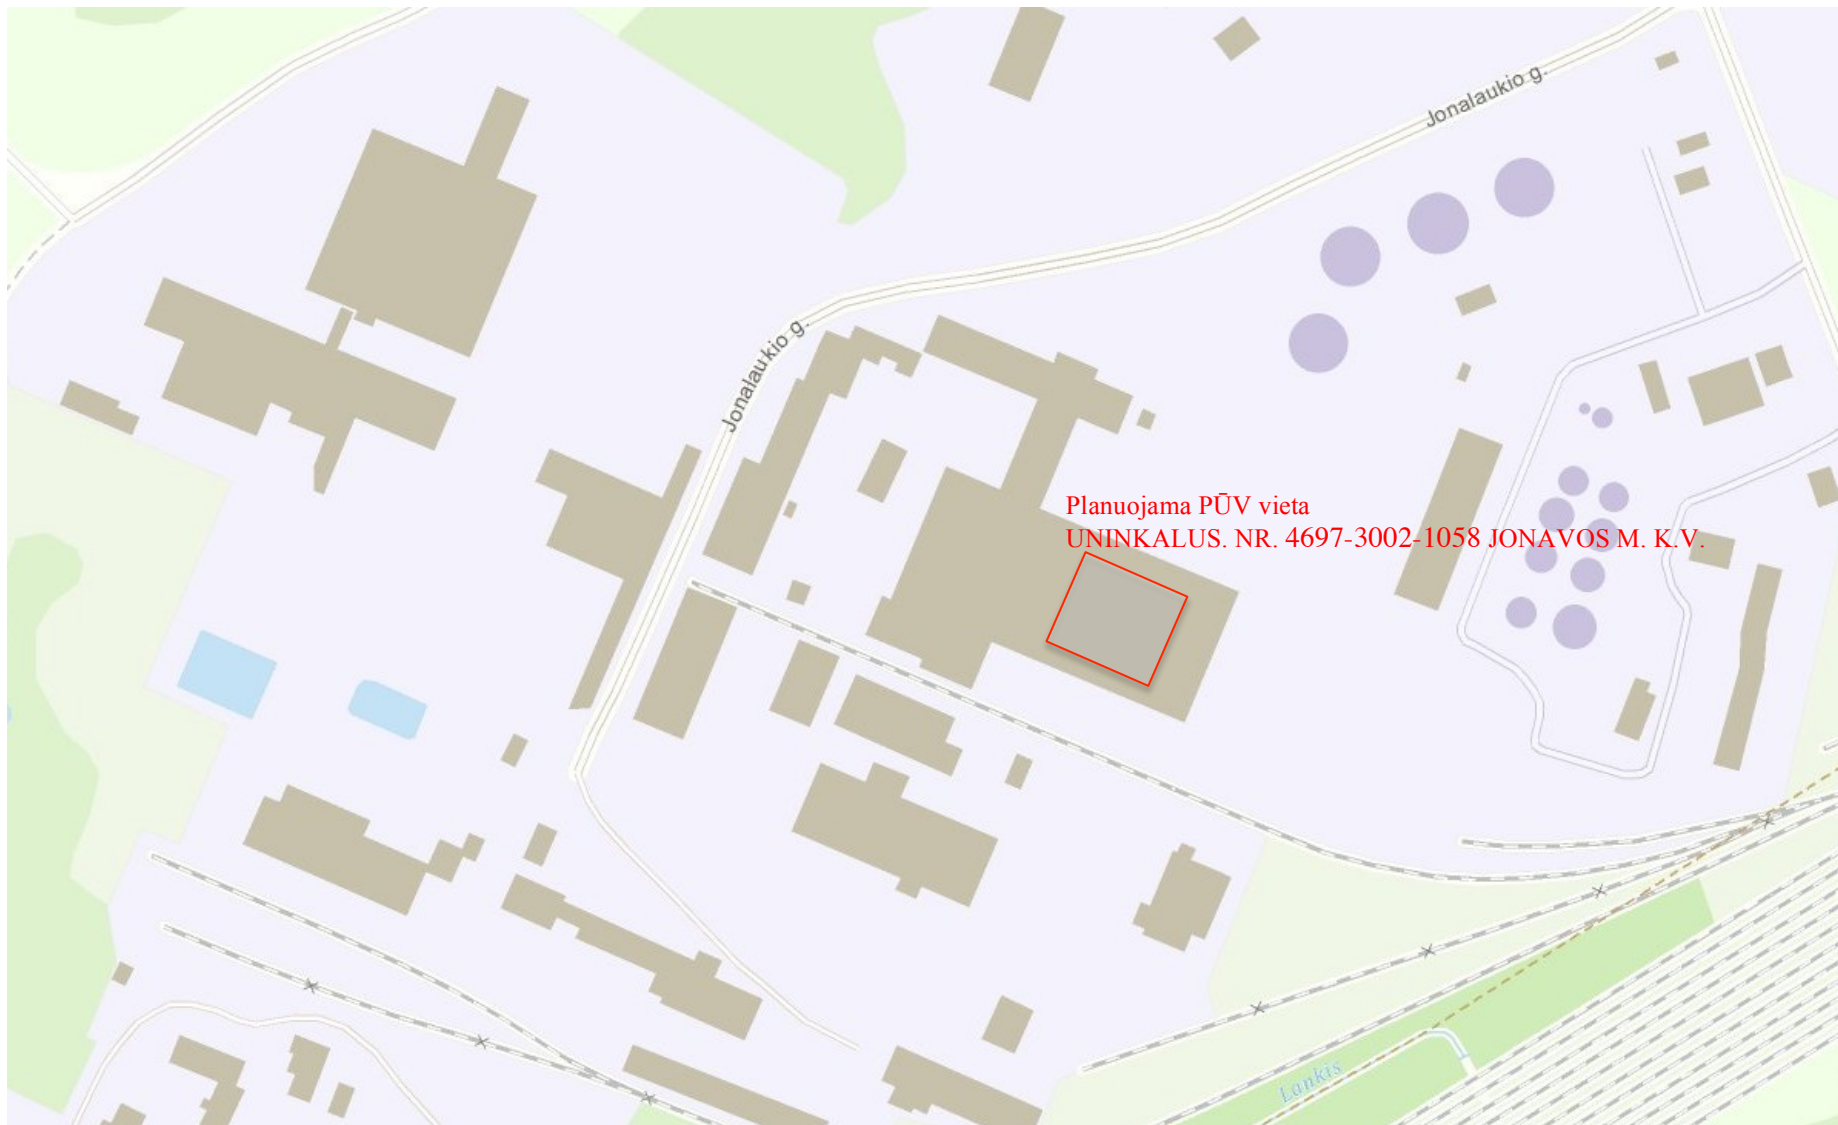 Jonalaukio g.
Jonalaukio g.
Planuojama PŪV vieta
UNINKALUS. NR. 4697-3002-1058 JONAVOS M. K.V.
Lankis